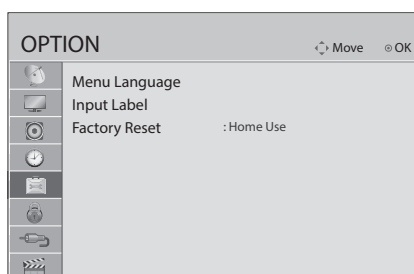 OPTION Move OK
Menu Language
Input Label
Factory Reset : Home Use